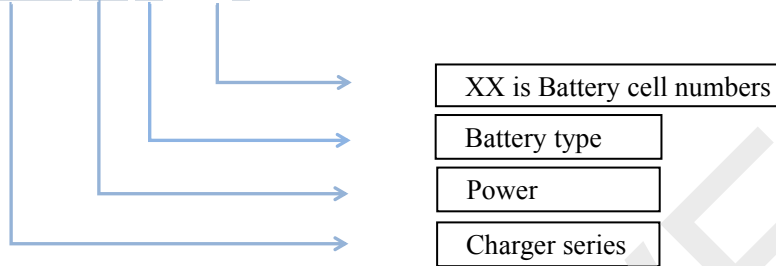 XX is Battery cell numbers
Battery type
Power
Charger series